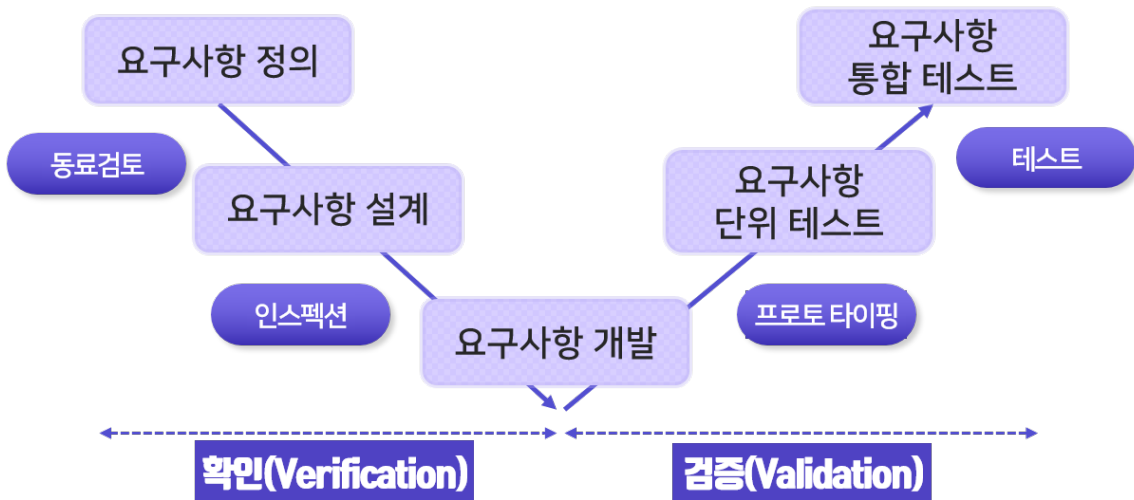 요구사항 정의
요구사항
통합 테스트
동료검토
테스트
요구사항 설계
요구사항
단위 테스트
인스펙션
프로토 타이핑
요구사항 개발
확인(Verification)
검증(Validation)